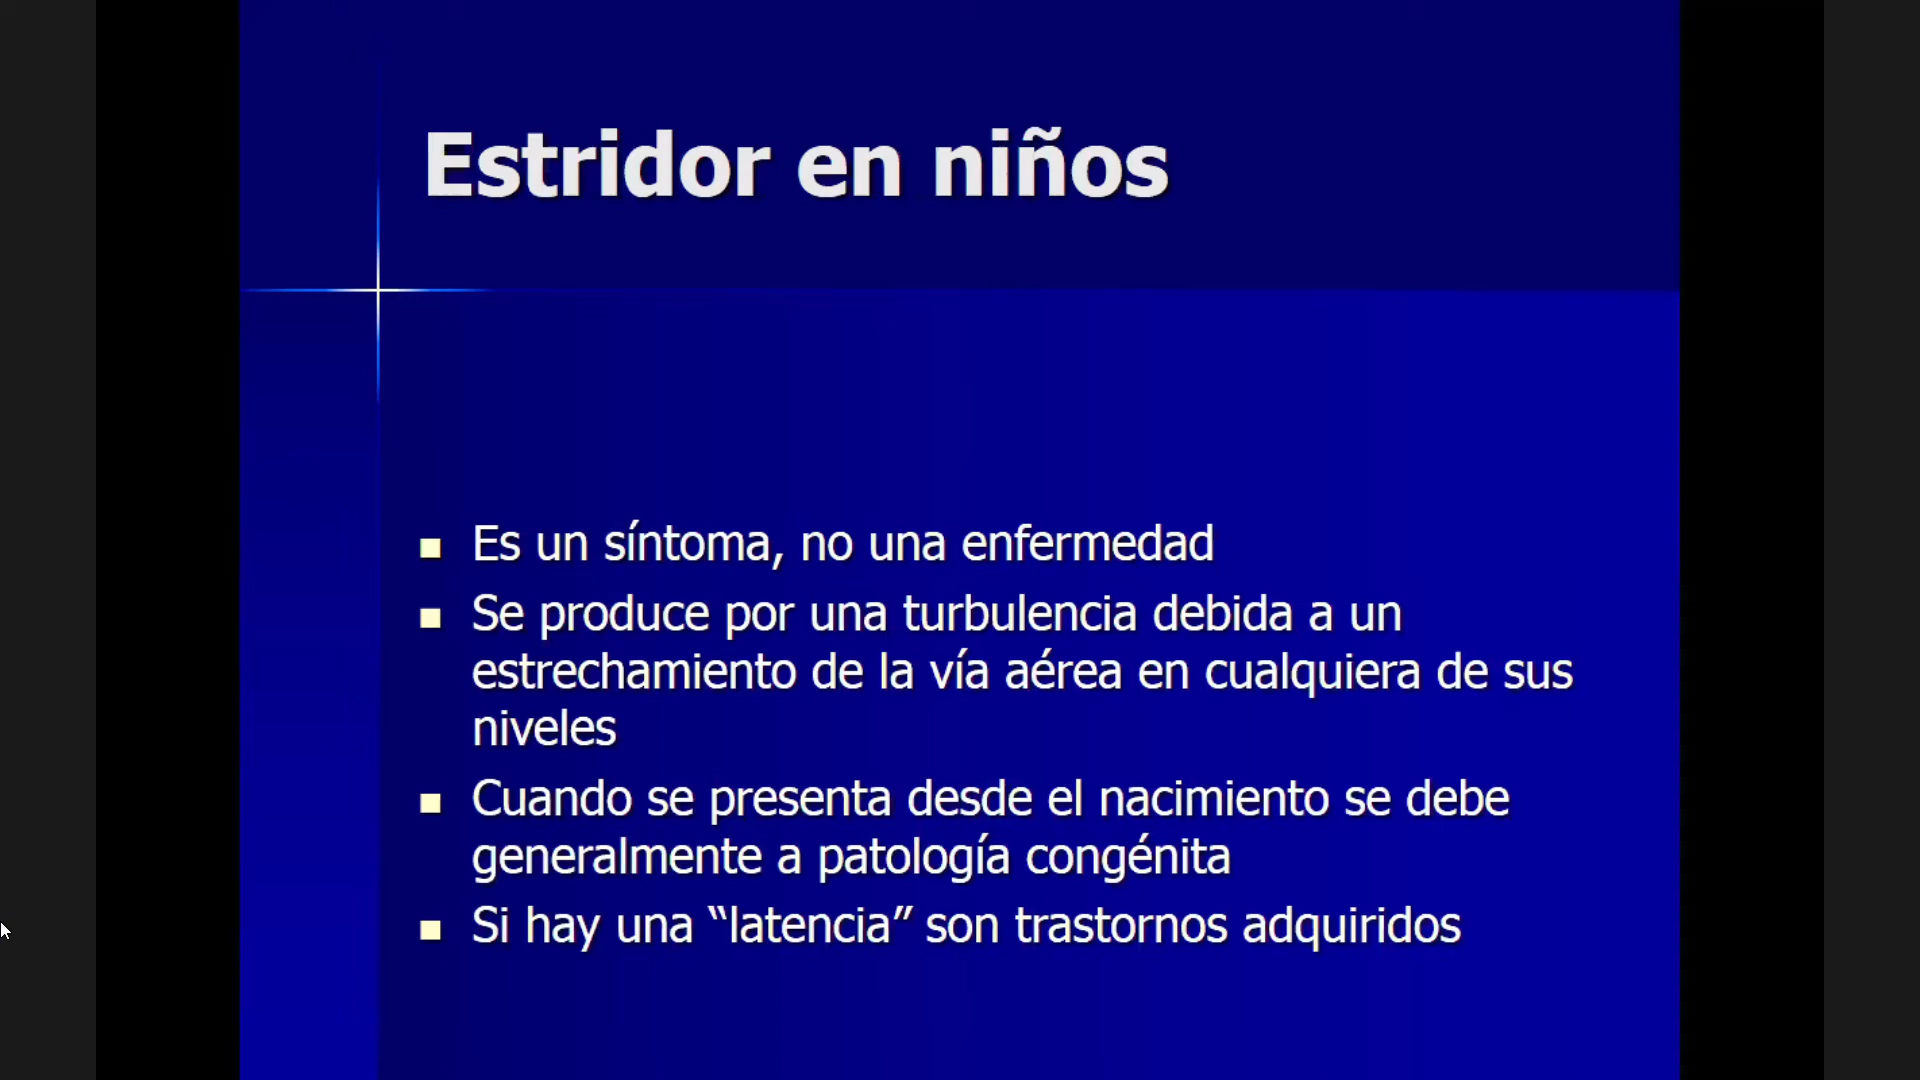 Estridor en niños
Es un síntoma, no una enfermedad
Se produce por una turbulencia debida a un
estrechamiento de la vía aérea en cualquiera de sus
niveles
Cuando se presenta desde el nacimiento se debe
generalmente a patología congénita
Si hay una “latencia” son trastornos adquiridos